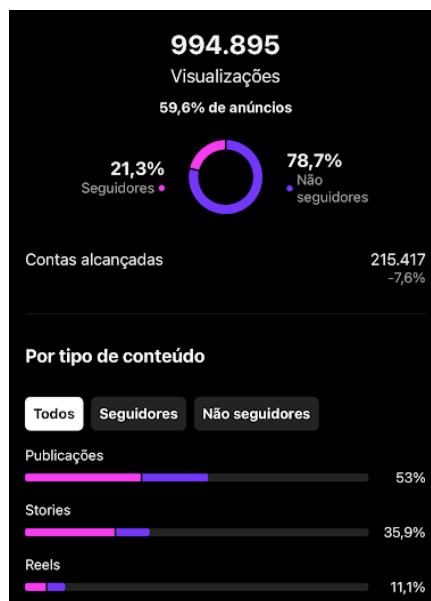 994.895
Visualizações
59,6% de anúncios
21,3%
Seguidores
78,7%
Não
seguidores
Contas alcançadas 215.417
-7,6%
Por tipo de conteúdo
Todos Seguidores Não seguidores
Publicações
53%
Stories
35,9%
Reels
11,1%